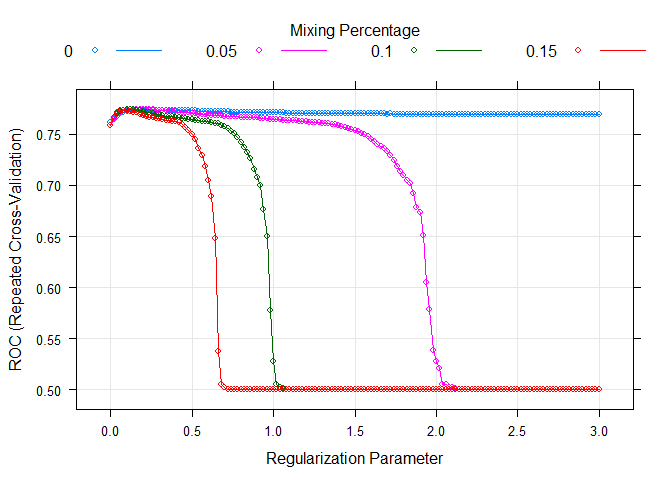 Mixing Percentage
0 0.05 0.1 0.15
0.75
0.70
0.65
0.60
0.55
0.50
ROC (Repeated Cross-Validation)
0.0 0.5 1.0 1.5 2.0 2.5 3.0
Regularization Parameter